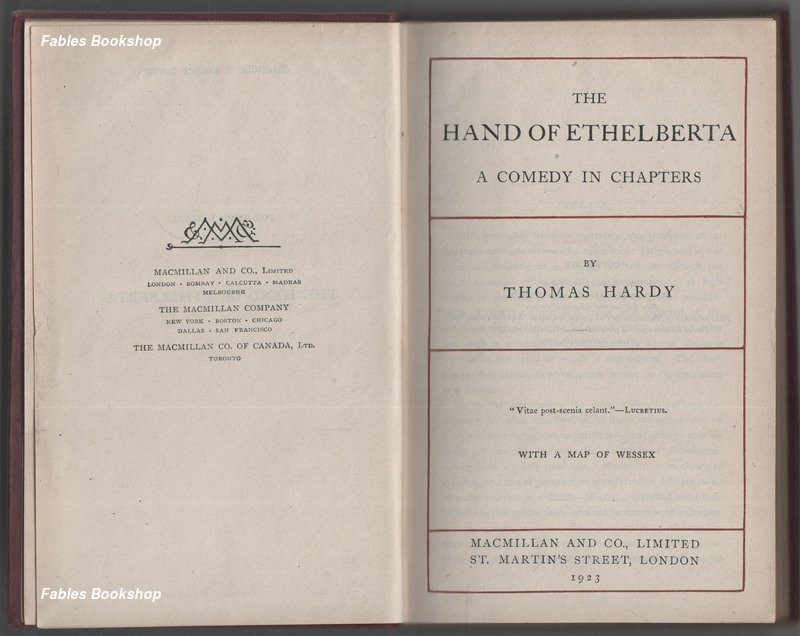 Fables Bookshop
MACMILLAN AND CO., LIMITED
LONDON · BOMBAY · CALCUTTA · MADRAS
MELBOURNE
THE MACMILLAN COMPANY
NEW YORK · BOSTON · CHICAGO
DALLAS · SAN FRANCISCO
THE MACMILLAN CO. OF CANADA, LTD.
TORONTO
Fables Bookshop
THE
HAND OF ETHELBERTA
A COMEDY IN CHAPTERS
BY
THOMAS HARDY
"Vitae post-scenia celant."—LUCRETIUS.
WITH A MAP OF WESSEX
MACMILLAN AND CO., LIMITED
ST. MARTIN'S STREET, LONDON
1923